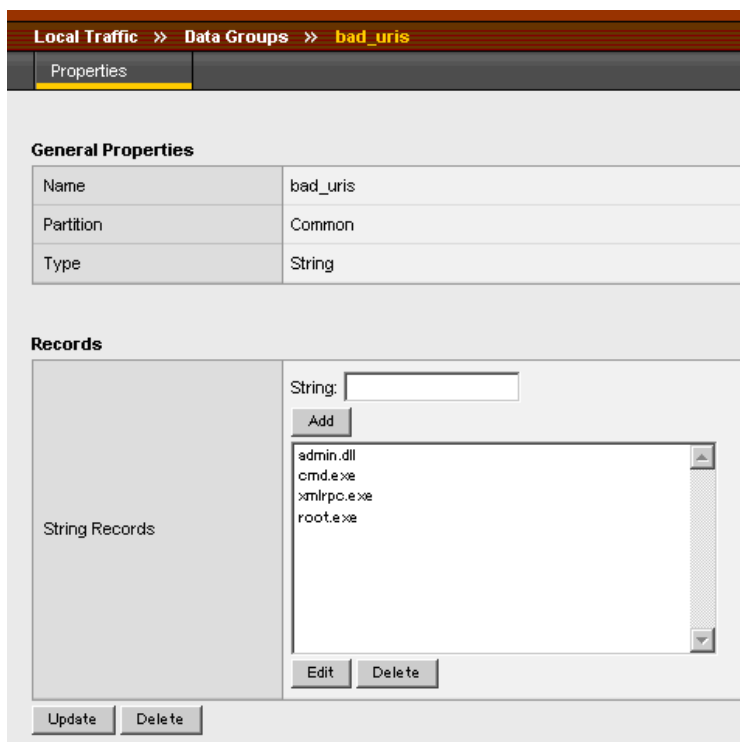 Local Traffic » Data Groups » bad_uris
Properties
General Properties
Name bad_uris
Partition Common
Type String
Records
String Records
String:
Add
admin.dll
cmd.exe
xmlrpc.exe
root.exe
Edit Delete
Update Delete